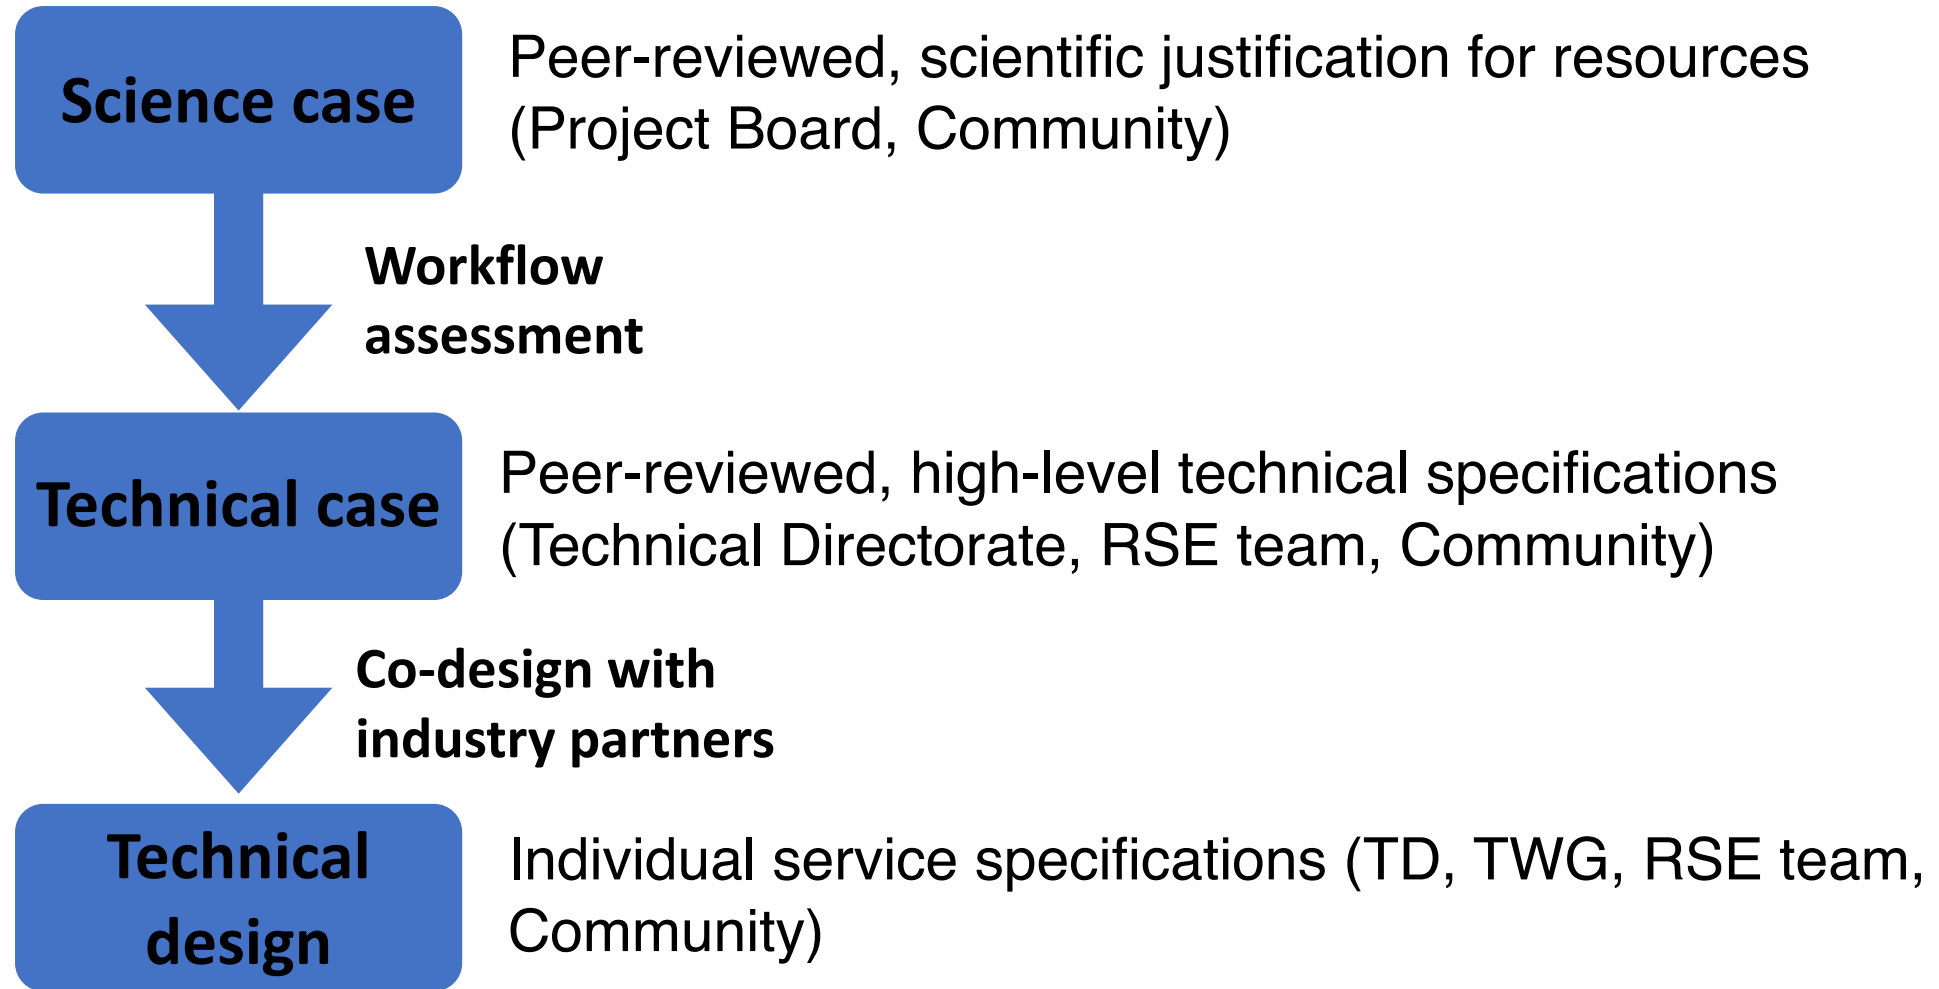 Science case
Peer-reviewed, scientific justification for resources
(Project Board, Community)
Workflow
assessment
Technical case
Peer-reviewed, high-level technical specifications
(Technical Directorate, RSE team, Community)
Co-design with
industry partners
Technical
design
Individual service specifications (TD, TWG, RSE team,
Community)